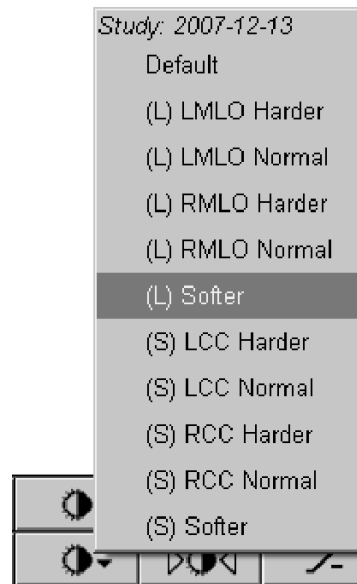 Study: 2007-12-13
Default
(L) LMLO Harder
(L) LMLO Normal
(L) RMLO Harder
(L) RMLO Normal
(L) Softer
(S) LCC Harder
(S) LCC Normal
(S) RCC Harder
(S) RCC Normal
(S) Softer